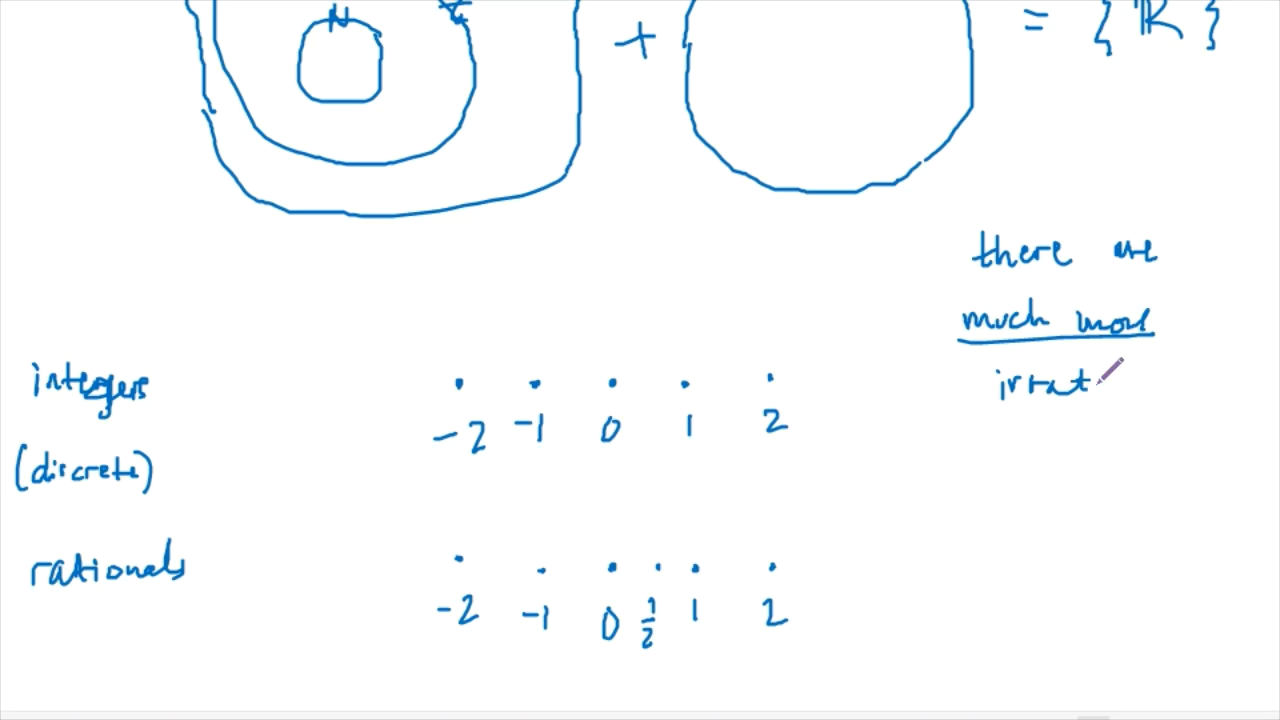 N
+
= { ℝ }
there are
much more
irrat
integers
-2 -1 0 1 2
(discrete)
rationals
-2 -1 0 1/2 1 2